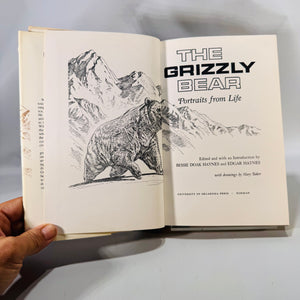 THE
GRIZZLY
BEAR
Portraits from Life
Edited and with an Introduction by
BESSIE DOAK HAYNES and EDGAR HAYNES
with drawings by Mary Baker
UNIVERSITY OF OKLAHOMA PRESS : NORMAN